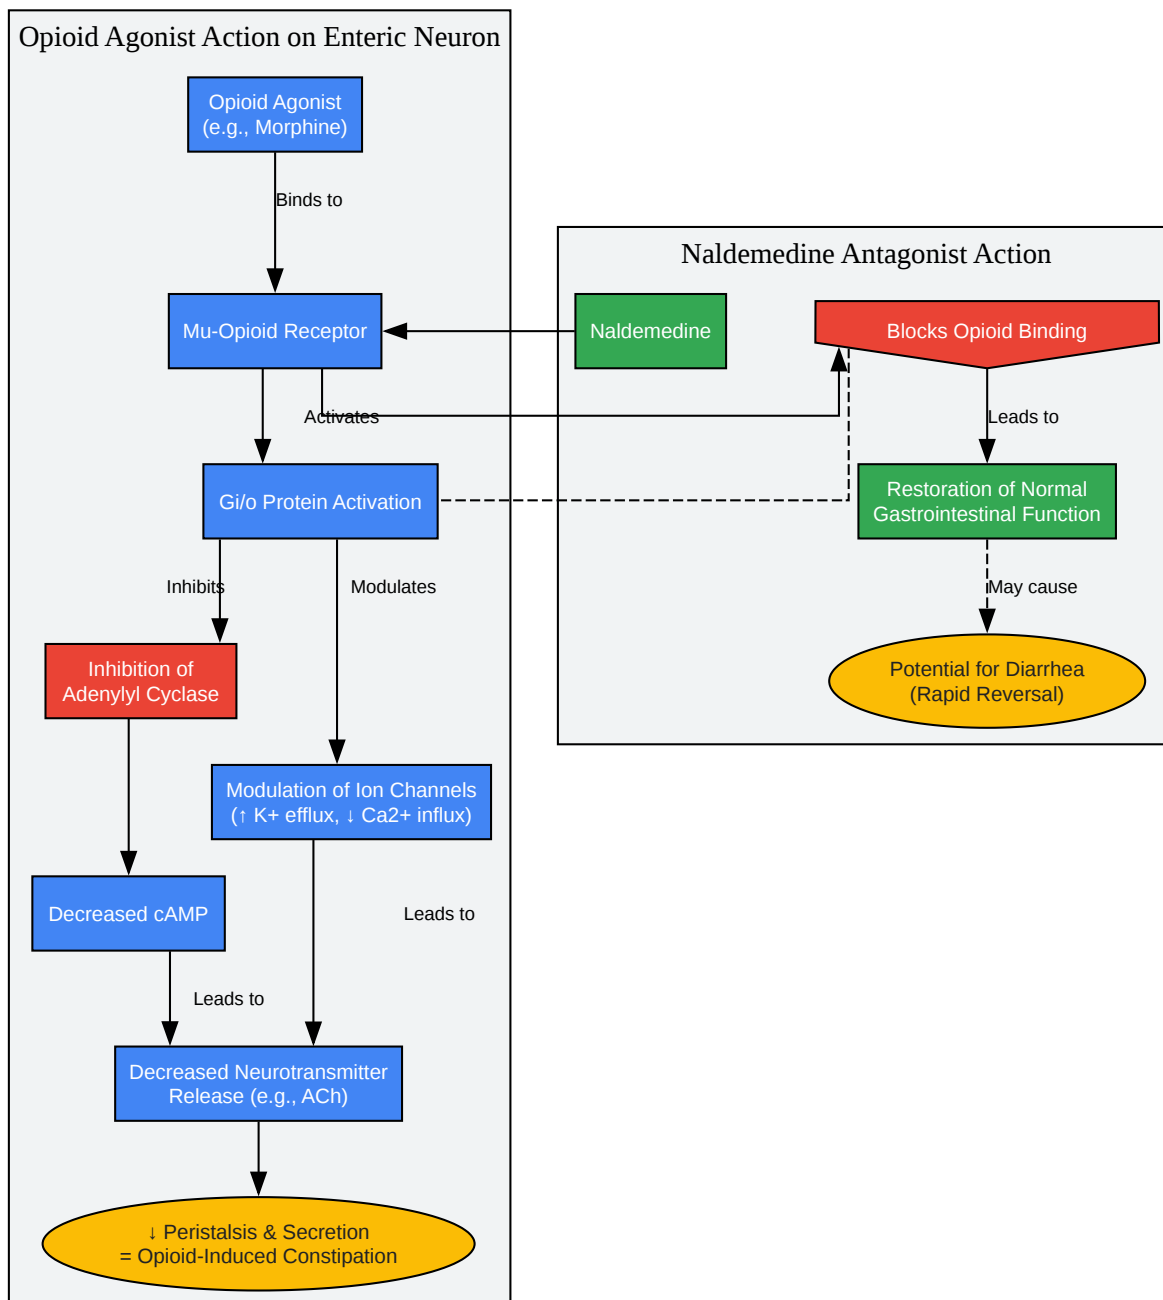 Opioid Agonist Action on Enteric Neuron
Opioid Agonist
(e.g., Morphine)
Binds to
Mu-Opioid Receptor
Activates
Gi/o Protein Activation
Inhibits
Modulates
Inhibition of
Adenylyl Cyclase
Modulation of Ion Channels
(↑ K+ efflux, ↓ Ca2+ influx)
Decreased cAMP
Leads to
Leads to
Decreased Neurotransmitter
Release (e.g., ACh)
↓ Peristalsis & Secretion
= Opioid-Induced Constipation
Naldemedine Antagonist Action
Naldemedine
Blocks Opioid Binding
Leads to
Restoration of Normal
Gastrointestinal Function
May cause
Potential for Diarrhea
(Rapid Reversal)